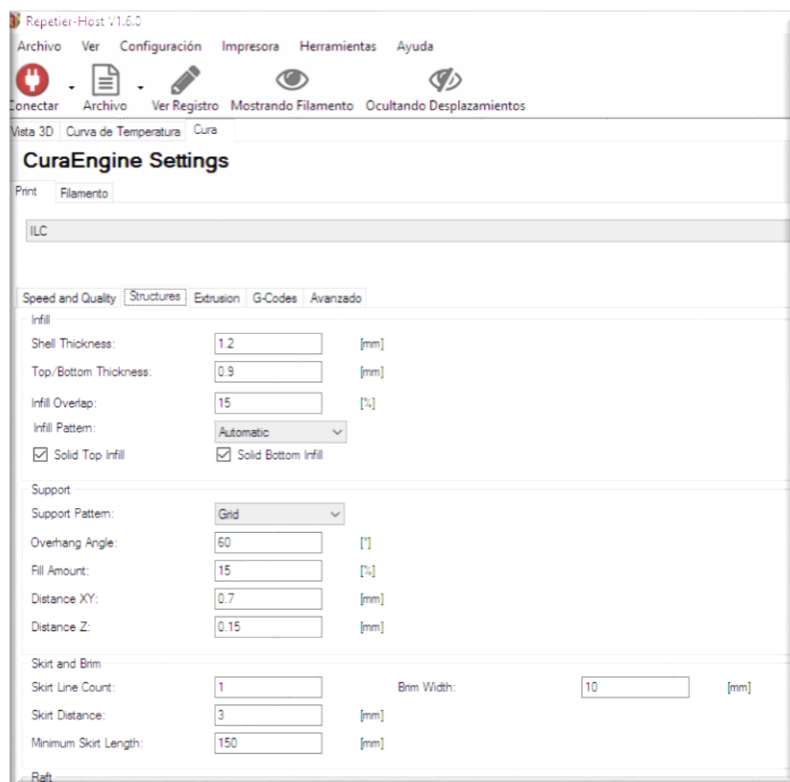 Repetier-Host V1.6.0
Archivo Ver Configuración Impresora Herramientas Ayuda
Conectar Archivo Ver Registro Mostrando Filamento Ocultando Desplazamientos
Vista 3D Curva de Temperatura Cura
CuraEngine Settings
Print Filamento
ILC
Speed and Quality Structures Extrusion G-Codes Avanzado
Infill
Shell Thickness: 1.2 [mm]
Top/Bottom Thickness: 0.9 [mm]
Infill Overlap: 15 [%]
Infill Pattern: Automatic
Solid Top Infill Solid Bottom Infill
Support
Support Pattern: Grid
Overhang Angle: 60 [°]
Fill Amount: 15 [%]
Distance XY: 0.7 [mm]
Distance Z: 0.15 [mm]
Skirt and Brim
Skirt Line Count: 1 Brim Width: 10 [mm]
Skirt Distance: 3 [mm]
Minimum Skirt Length: 150 [mm]
Raft